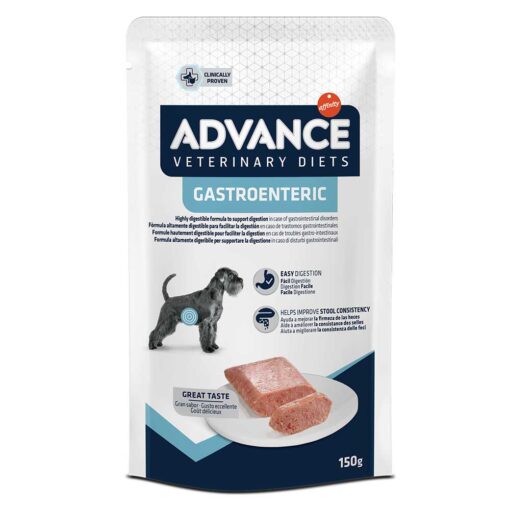 CLINICALLY
PROVEN
affinity
ADVANCE
VETERINARY DIETS
GASTROENTERIC
Highly digestible formula to support digestion in case of gastrointestinal disorders
Fórmula altamente digestible para facilitar la digestión en caso de trastornos gastrointestinales
Formule hautement digestible pour faciliter la digestion en cas de troubles gastro-intestinaux
Formula altamente digeribile per supportare la digestione in caso di disturbi gastrointestinali
EASY DIGESTION
Fácil Digestión
Digestion Facile
Facile Digestione
HELPS IMPROVE STOOL CONSISTENCY
Ayuda a mejorar la firmeza de las heces
Aide à améliorer la consistance des selles
Aiuta a migliorare la consistenza delle feci
GREAT TASTE
Gran sabor · Gusto eccellente
Goût délicieux
150g